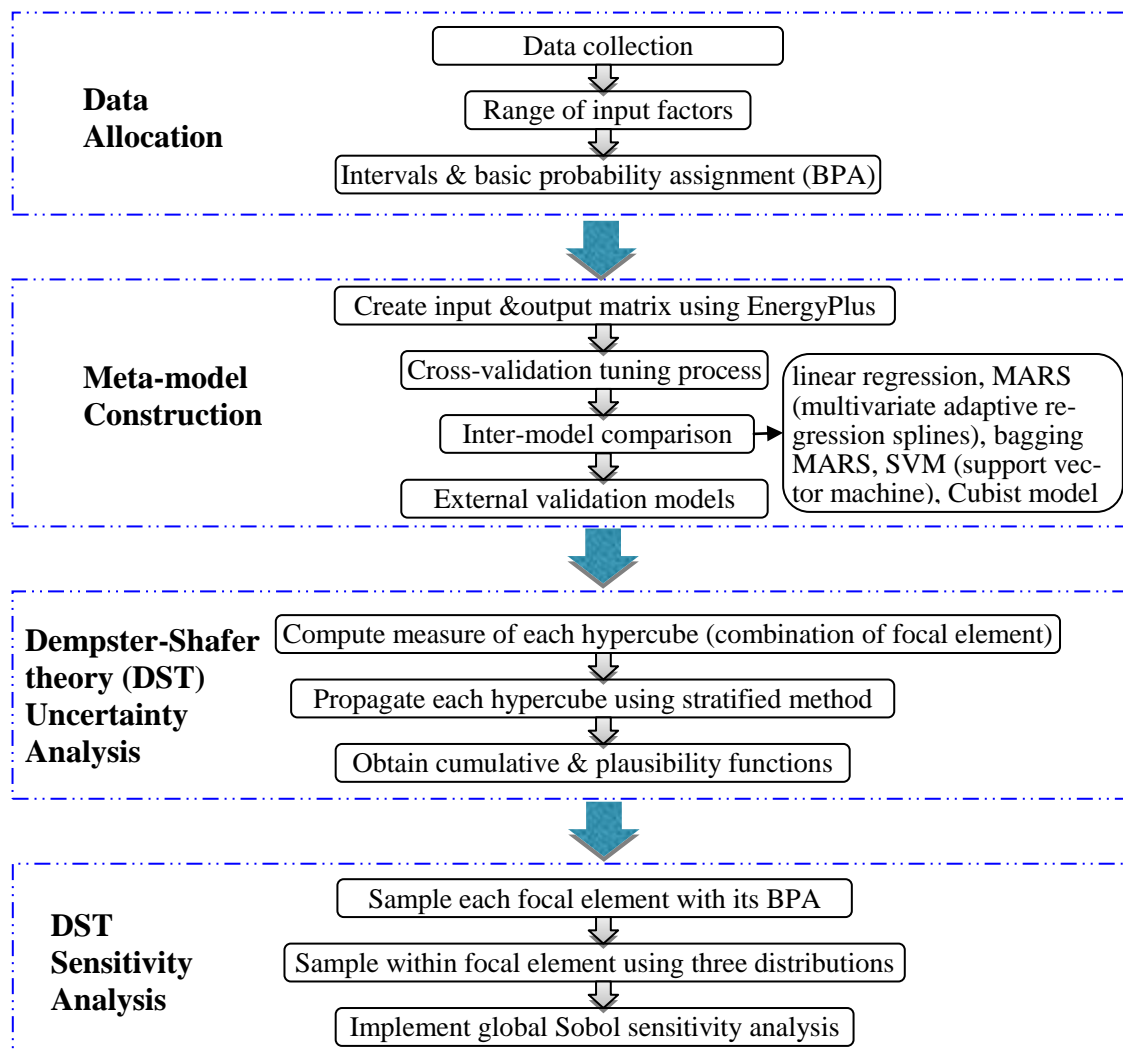 Data
Allocation
Data collection
Range of input factors
Intervals & basic probability assignment (BPA)
Meta-model
Construction
Create input &output matrix using EnergyPlus
Cross-validation tuning process
Inter-model comparison
External validation models
linear regression, MARS
(multivariate adaptive re-
gression splines), bagging
MARS, SVM (support vec-
tor machine), Cubist model
Dempster-Shafer
theory (DST)
Uncertainty
Analysis
Compute measure of each hypercube (combination of focal element)
Propagate each hypercube using stratified method
Obtain cumulative & plausibility functions
DST
Sensitivity
Analysis
Sample each focal element with its BPA
Sample within focal element using three distributions
Implement global Sobol sensitivity analysis